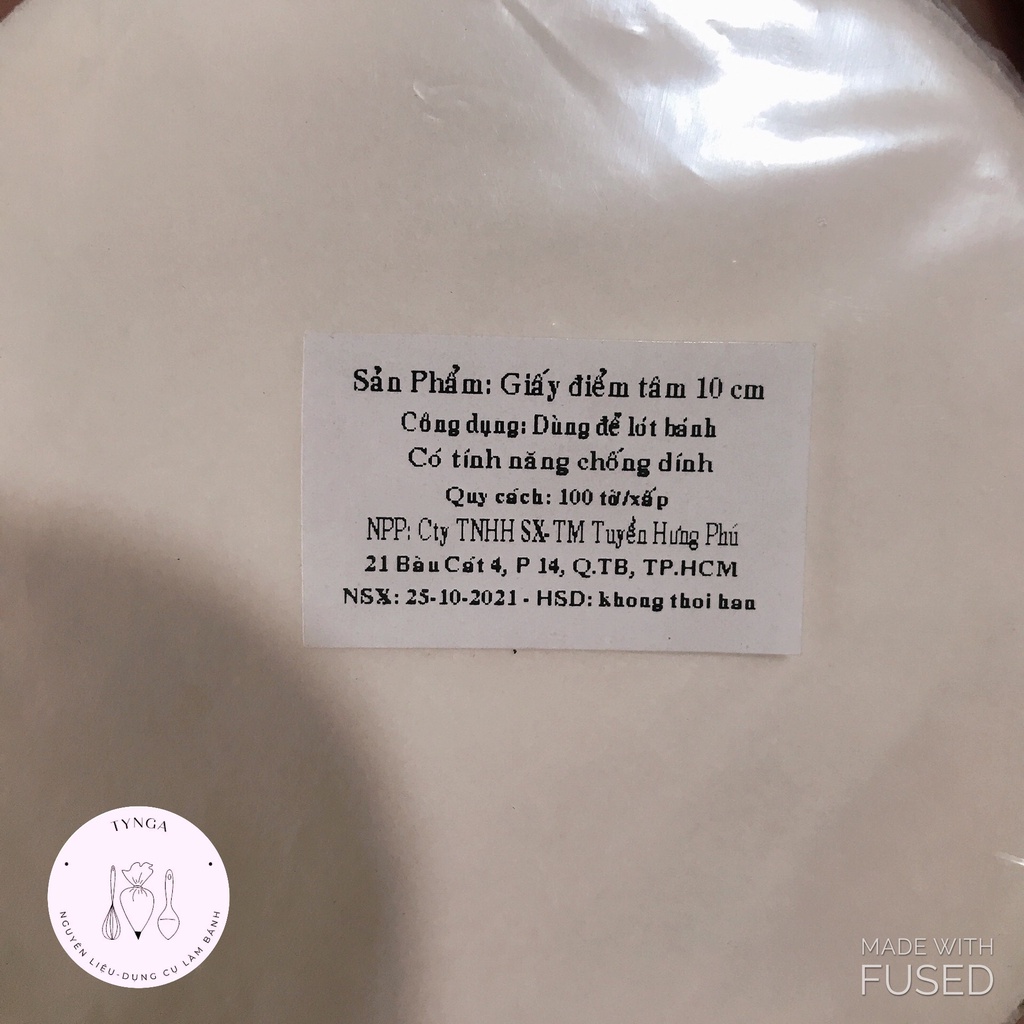 Sản Phẩm: Giấy điểm tâm 10 cm
Công dụng: Dùng để lót bánh
Có tính năng chống dính
Quy cách: 100 tờ/xấp
NPP: Cty TNHH SX-TM Tuyển Hưng Phú
21 Bàu Cát 4, P 14, Q.TB, TP.HCM
NSX: 25-10-2021 - HSD: khong thoi han
TYNGA
NGUYÊN LIỆU-DỤNG CỤ LÀM BÁNH
MADE WITH
FUSED